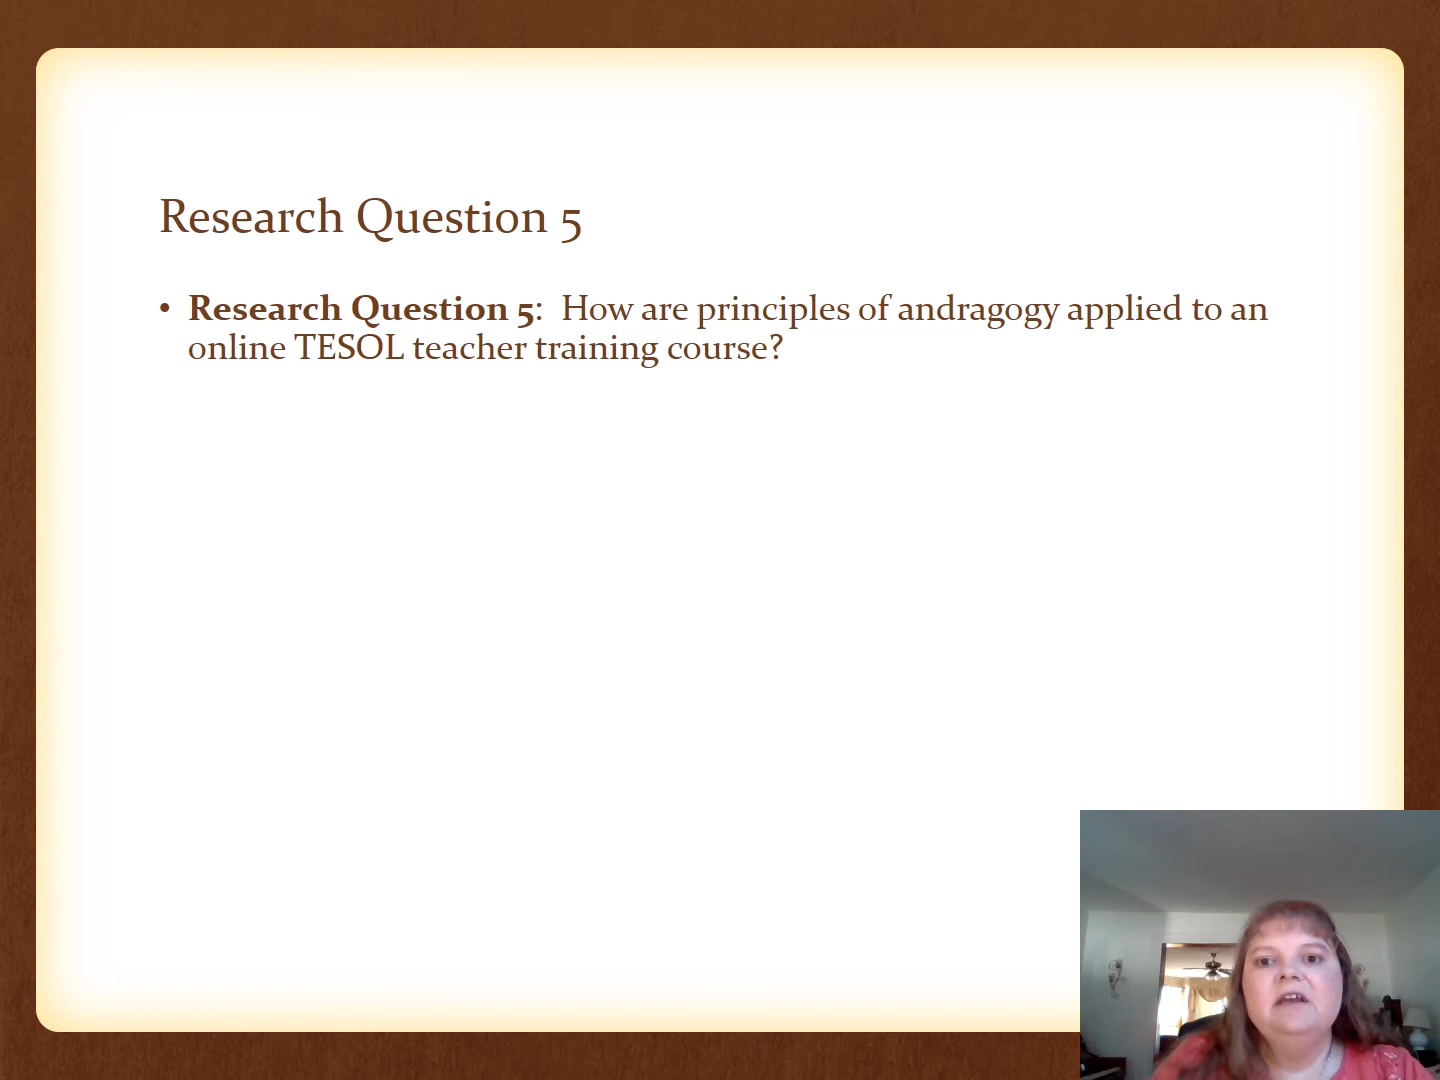 Research Question 5
• Research Question 5:  How are principles of andragogy applied to an
online TESOL teacher training course?